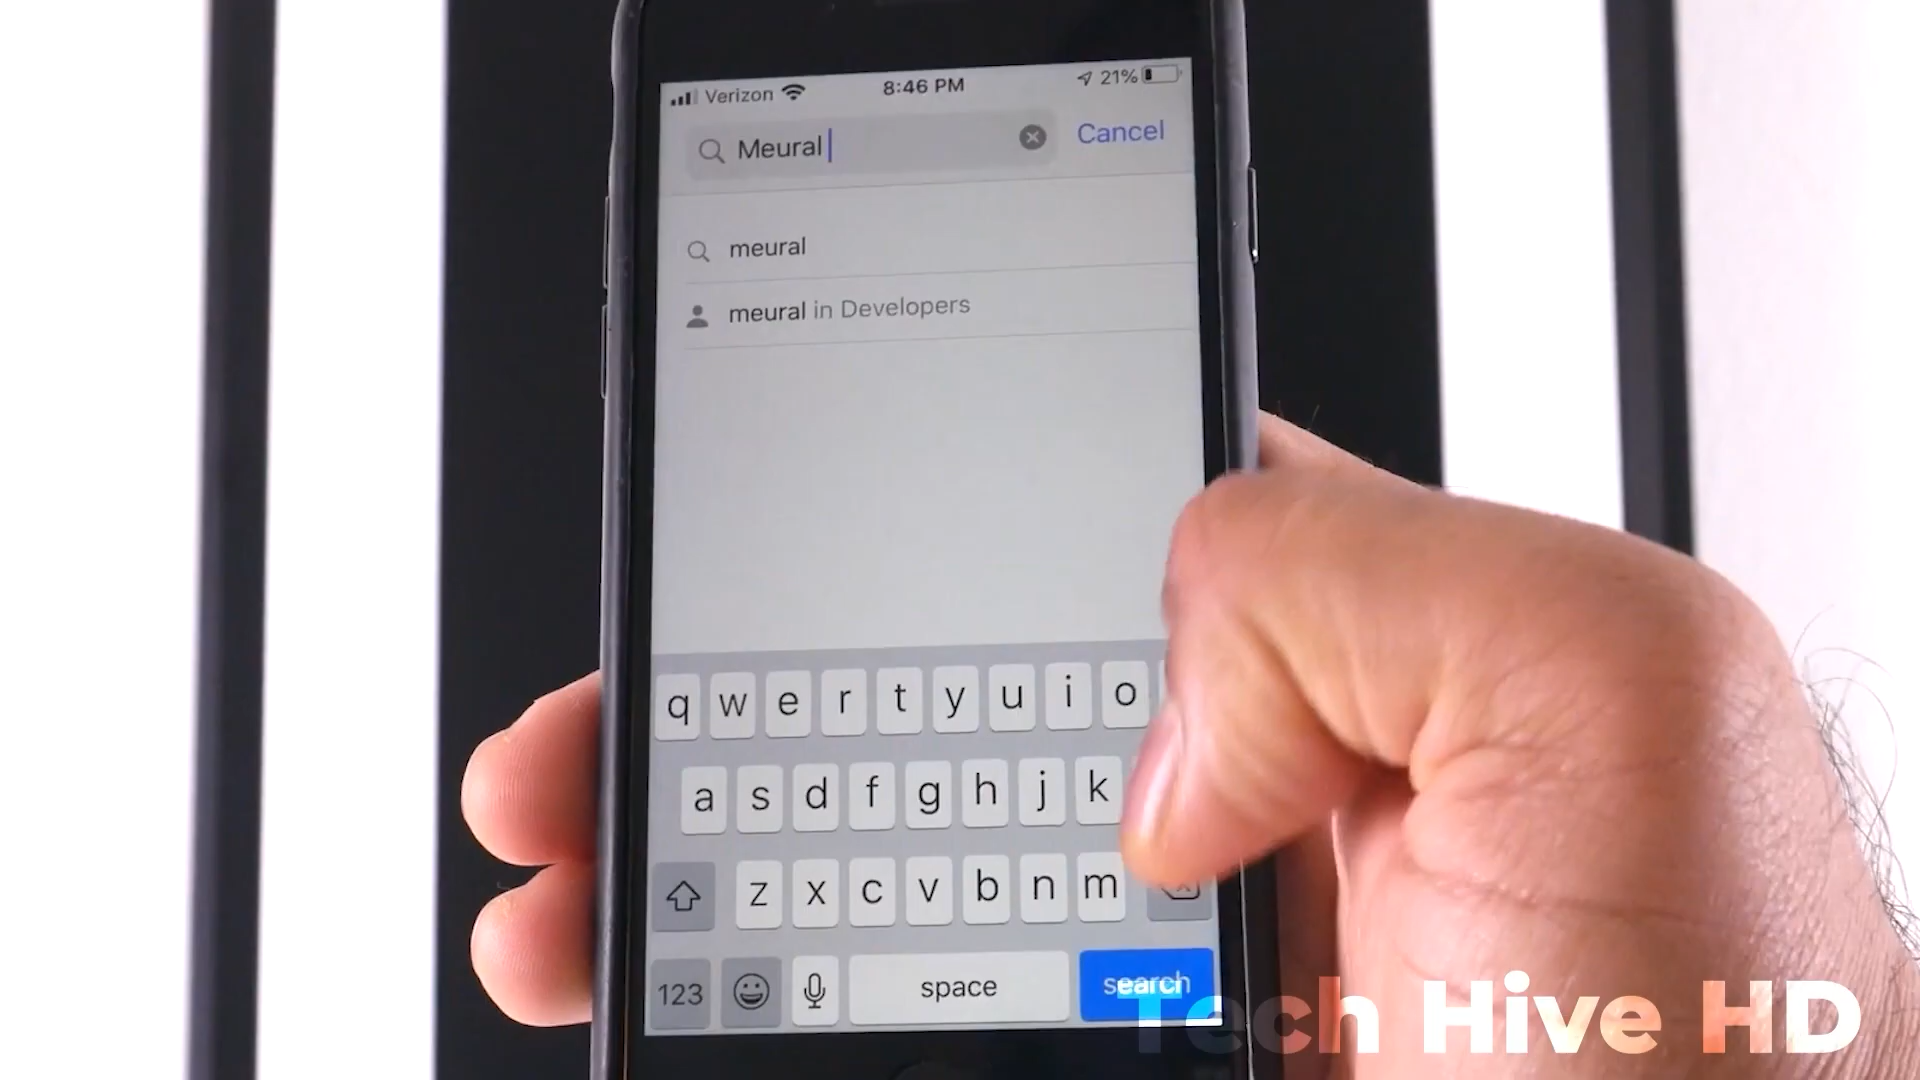 Verizon 8:46 PM 21%
Meural Cancel
meural
meural in Developers
q w e r t y u i o
a s d f g h j k
z x c v b n m
123 space search
Tech Hive HD